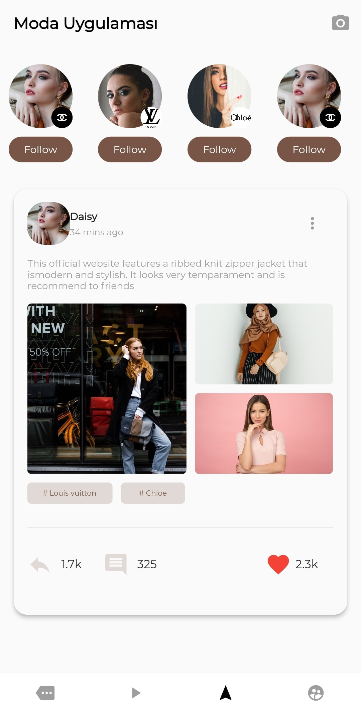 Moda Uygulaması
LV
Chloé
Follow
Follow
Follow
Follow
Daisy
34 mins ago
This official website features a ribbed knit zipper jacket that
ismodern and stylish. It looks very temparament and is
recommend to friends
WITH
NEW
50% OFF
# Louis vuitton
# Chloe
1.7k
325
2.3k